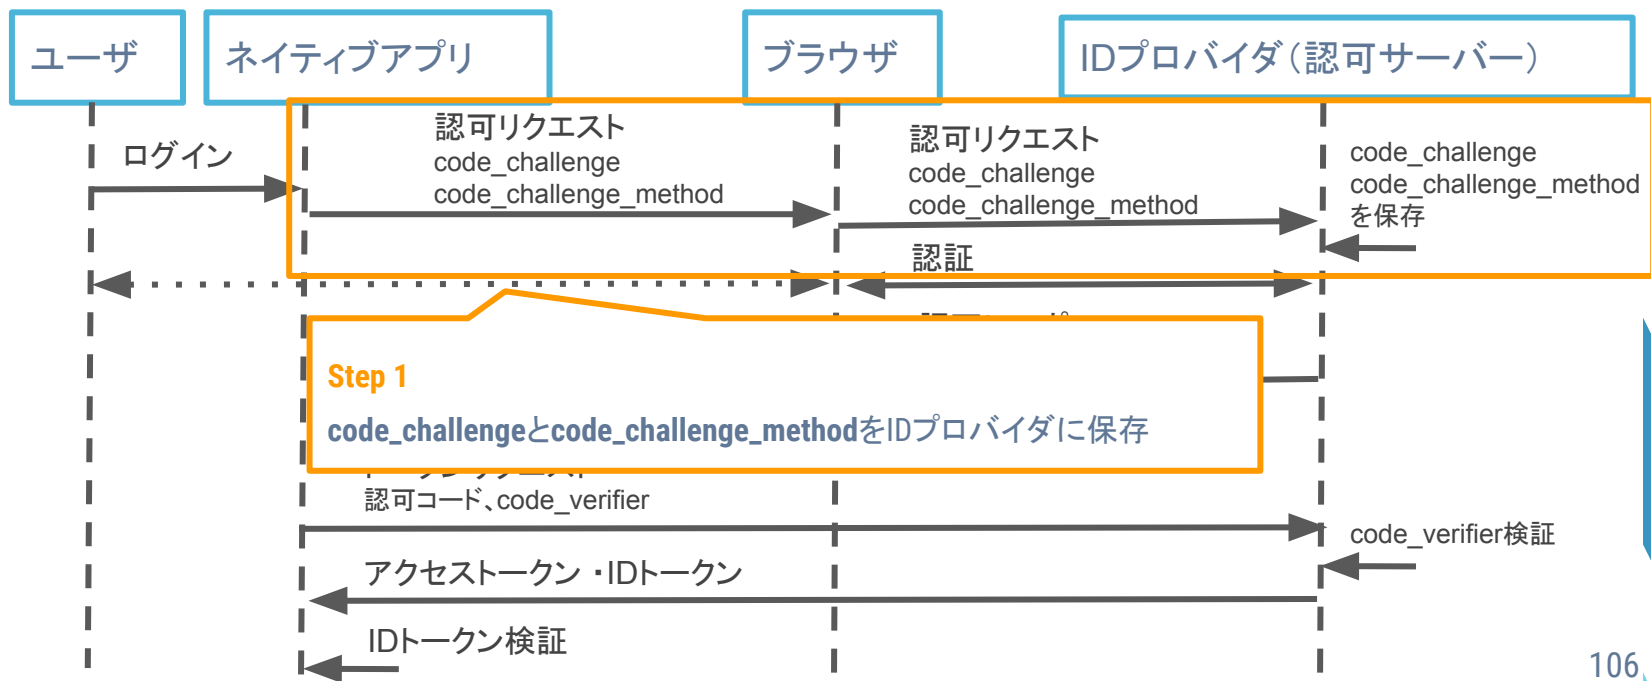 ユーザ
ネイティブアプリ
ブラウザ
IDプロバイダ（認可サーバー）
ログイン
認可リクエスト
code_challenge
code_challenge_method
認可リクエスト
code_challenge
code_challenge_method
code_challenge
code_challenge_method
を保存
認証
Step 1
code_challengeとcode_challenge_methodをIDプロバイダに保存
認可コード、code_verifier
code_verifier検証
アクセストークン・IDトークン
IDトークン検証
106